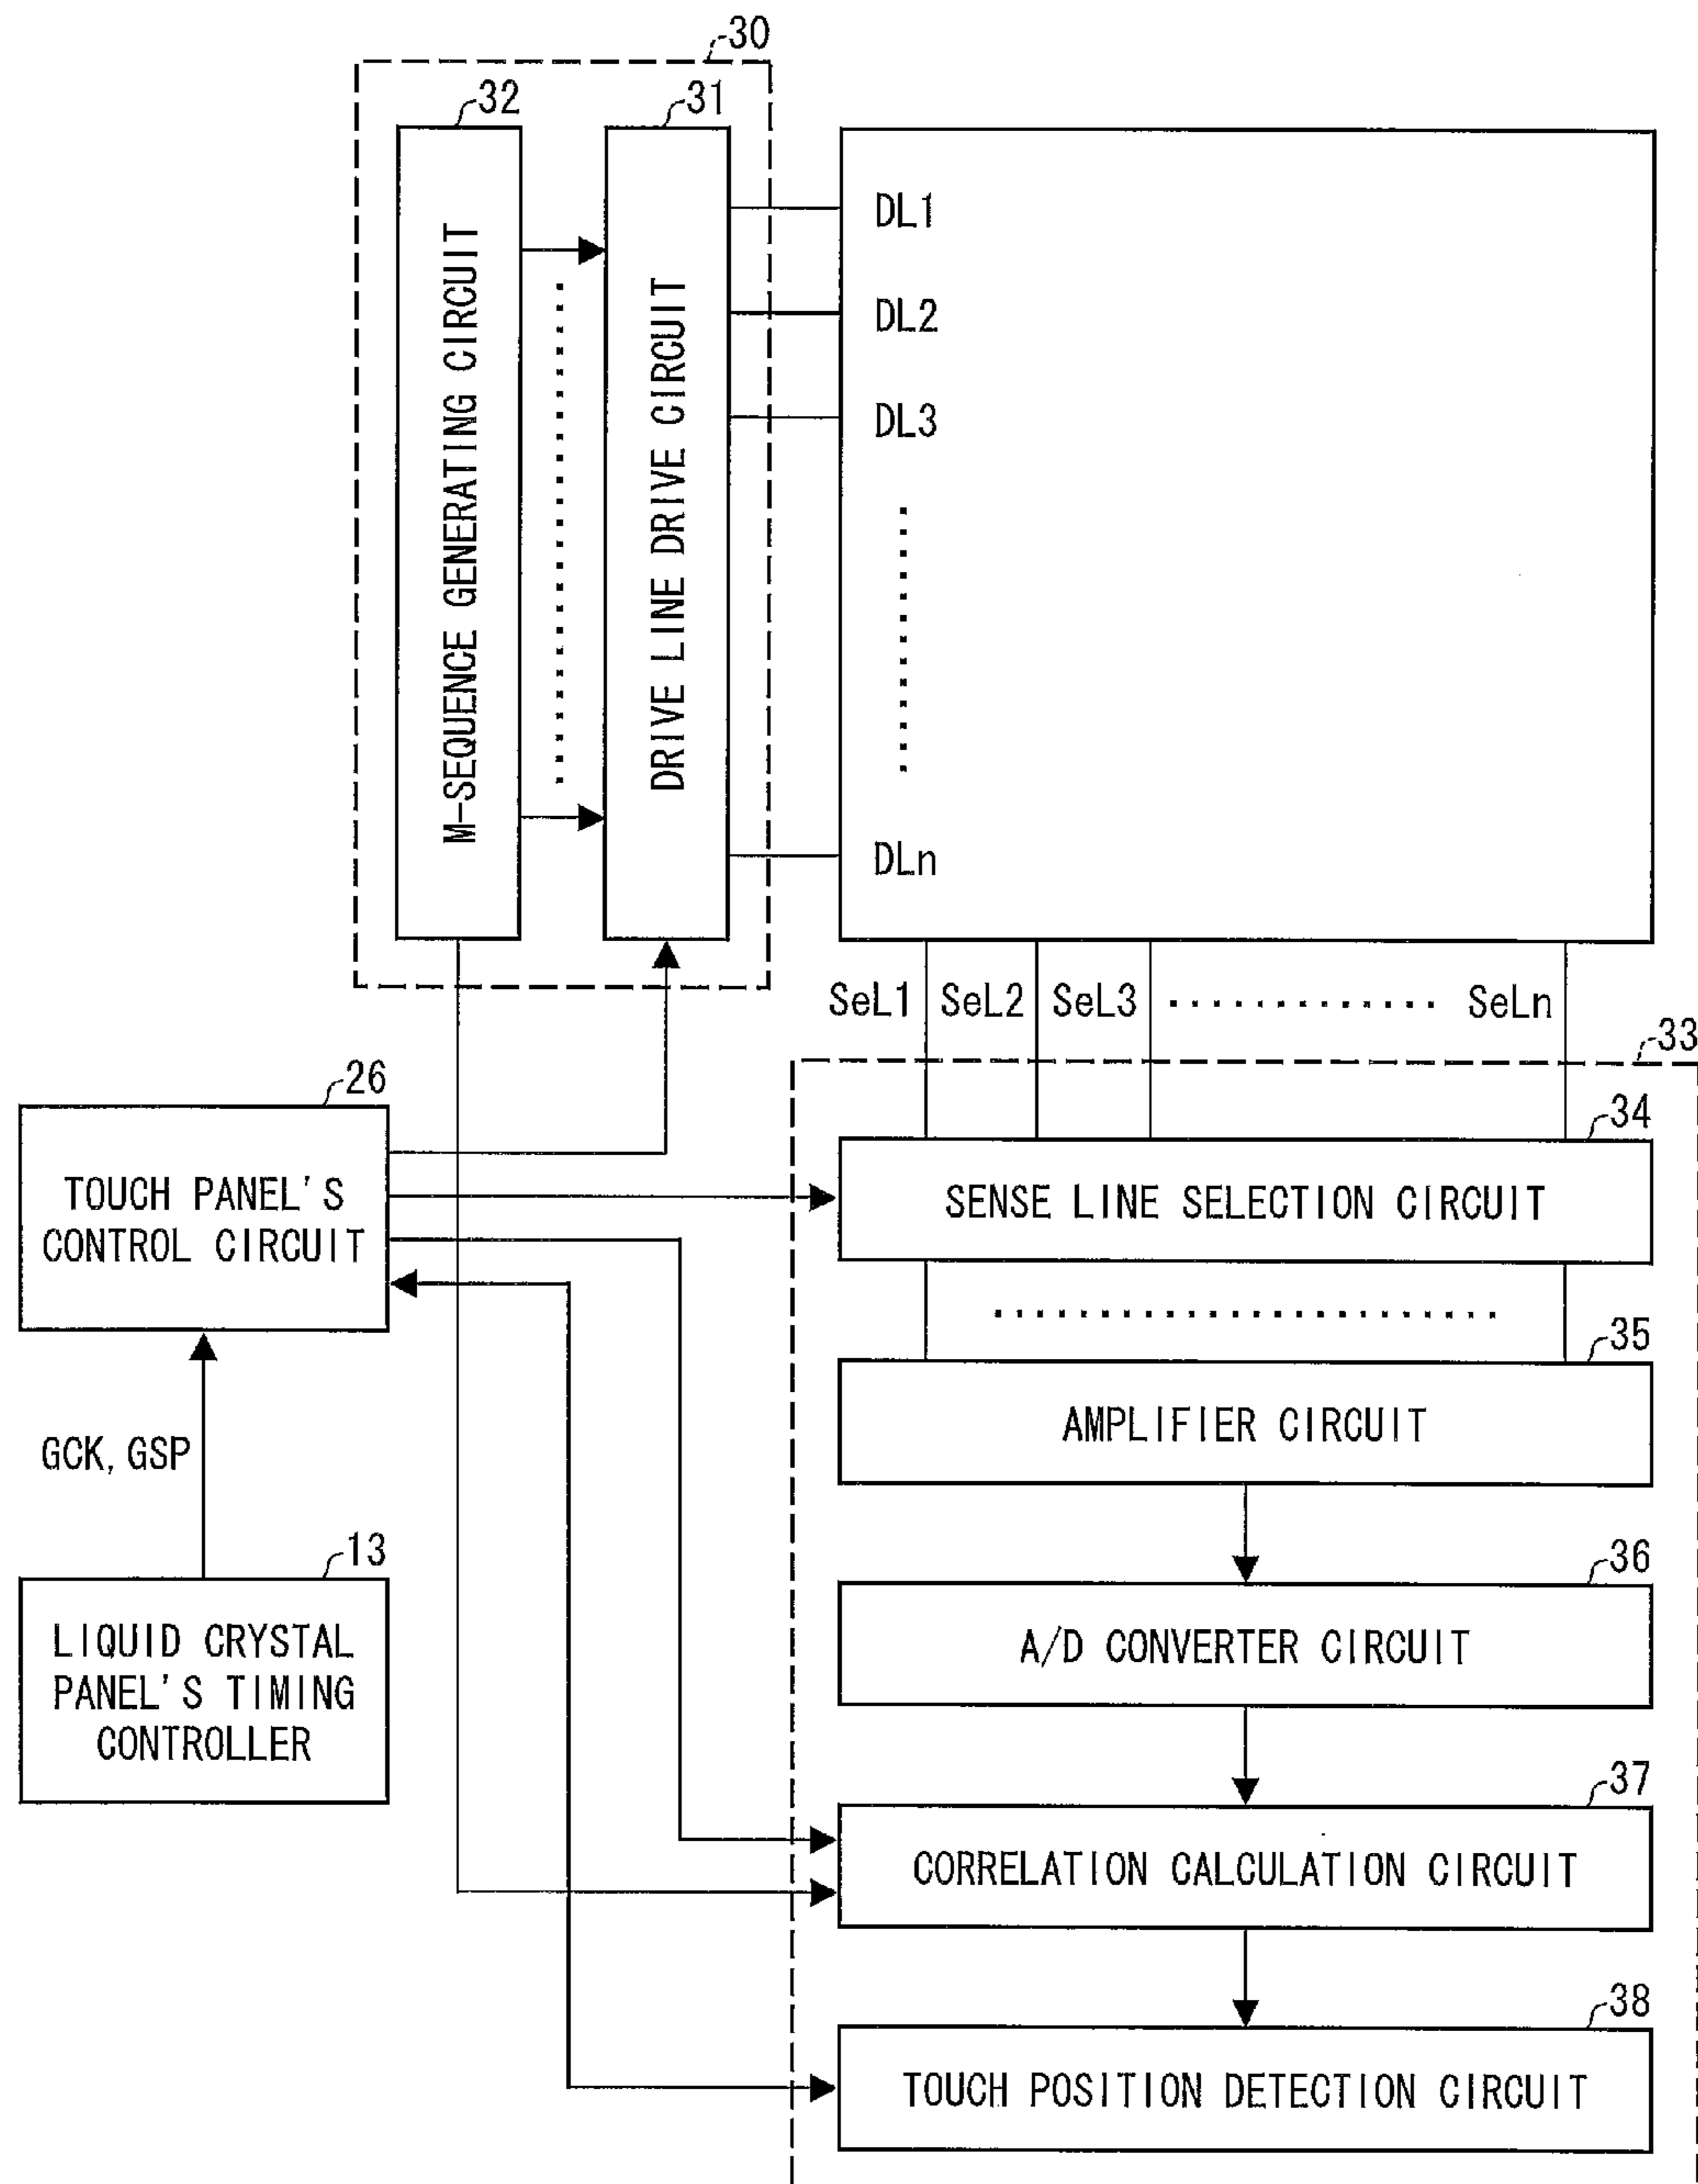 30
32
31
M-SEQUENCE GENERATING CIRCUIT
DRIVE LINE DRIVE CIRCUIT
DL1
DL2
DL3
DLn
SeL1 SeL2 SeL3 SeLn
33
26
TOUCH PANEL'S
CONTROL CIRCUIT
34
SENSE LINE SELECTION CIRCUIT
35
AMPLIFIER CIRCUIT
GCK, GSP
13
LIQUID CRYSTAL
PANEL'S TIMING
CONTROLLER
36
A/D CONVERTER CIRCUIT
37
CORRELATION CALCULATION CIRCUIT
38
TOUCH POSITION DETECTION CIRCUIT